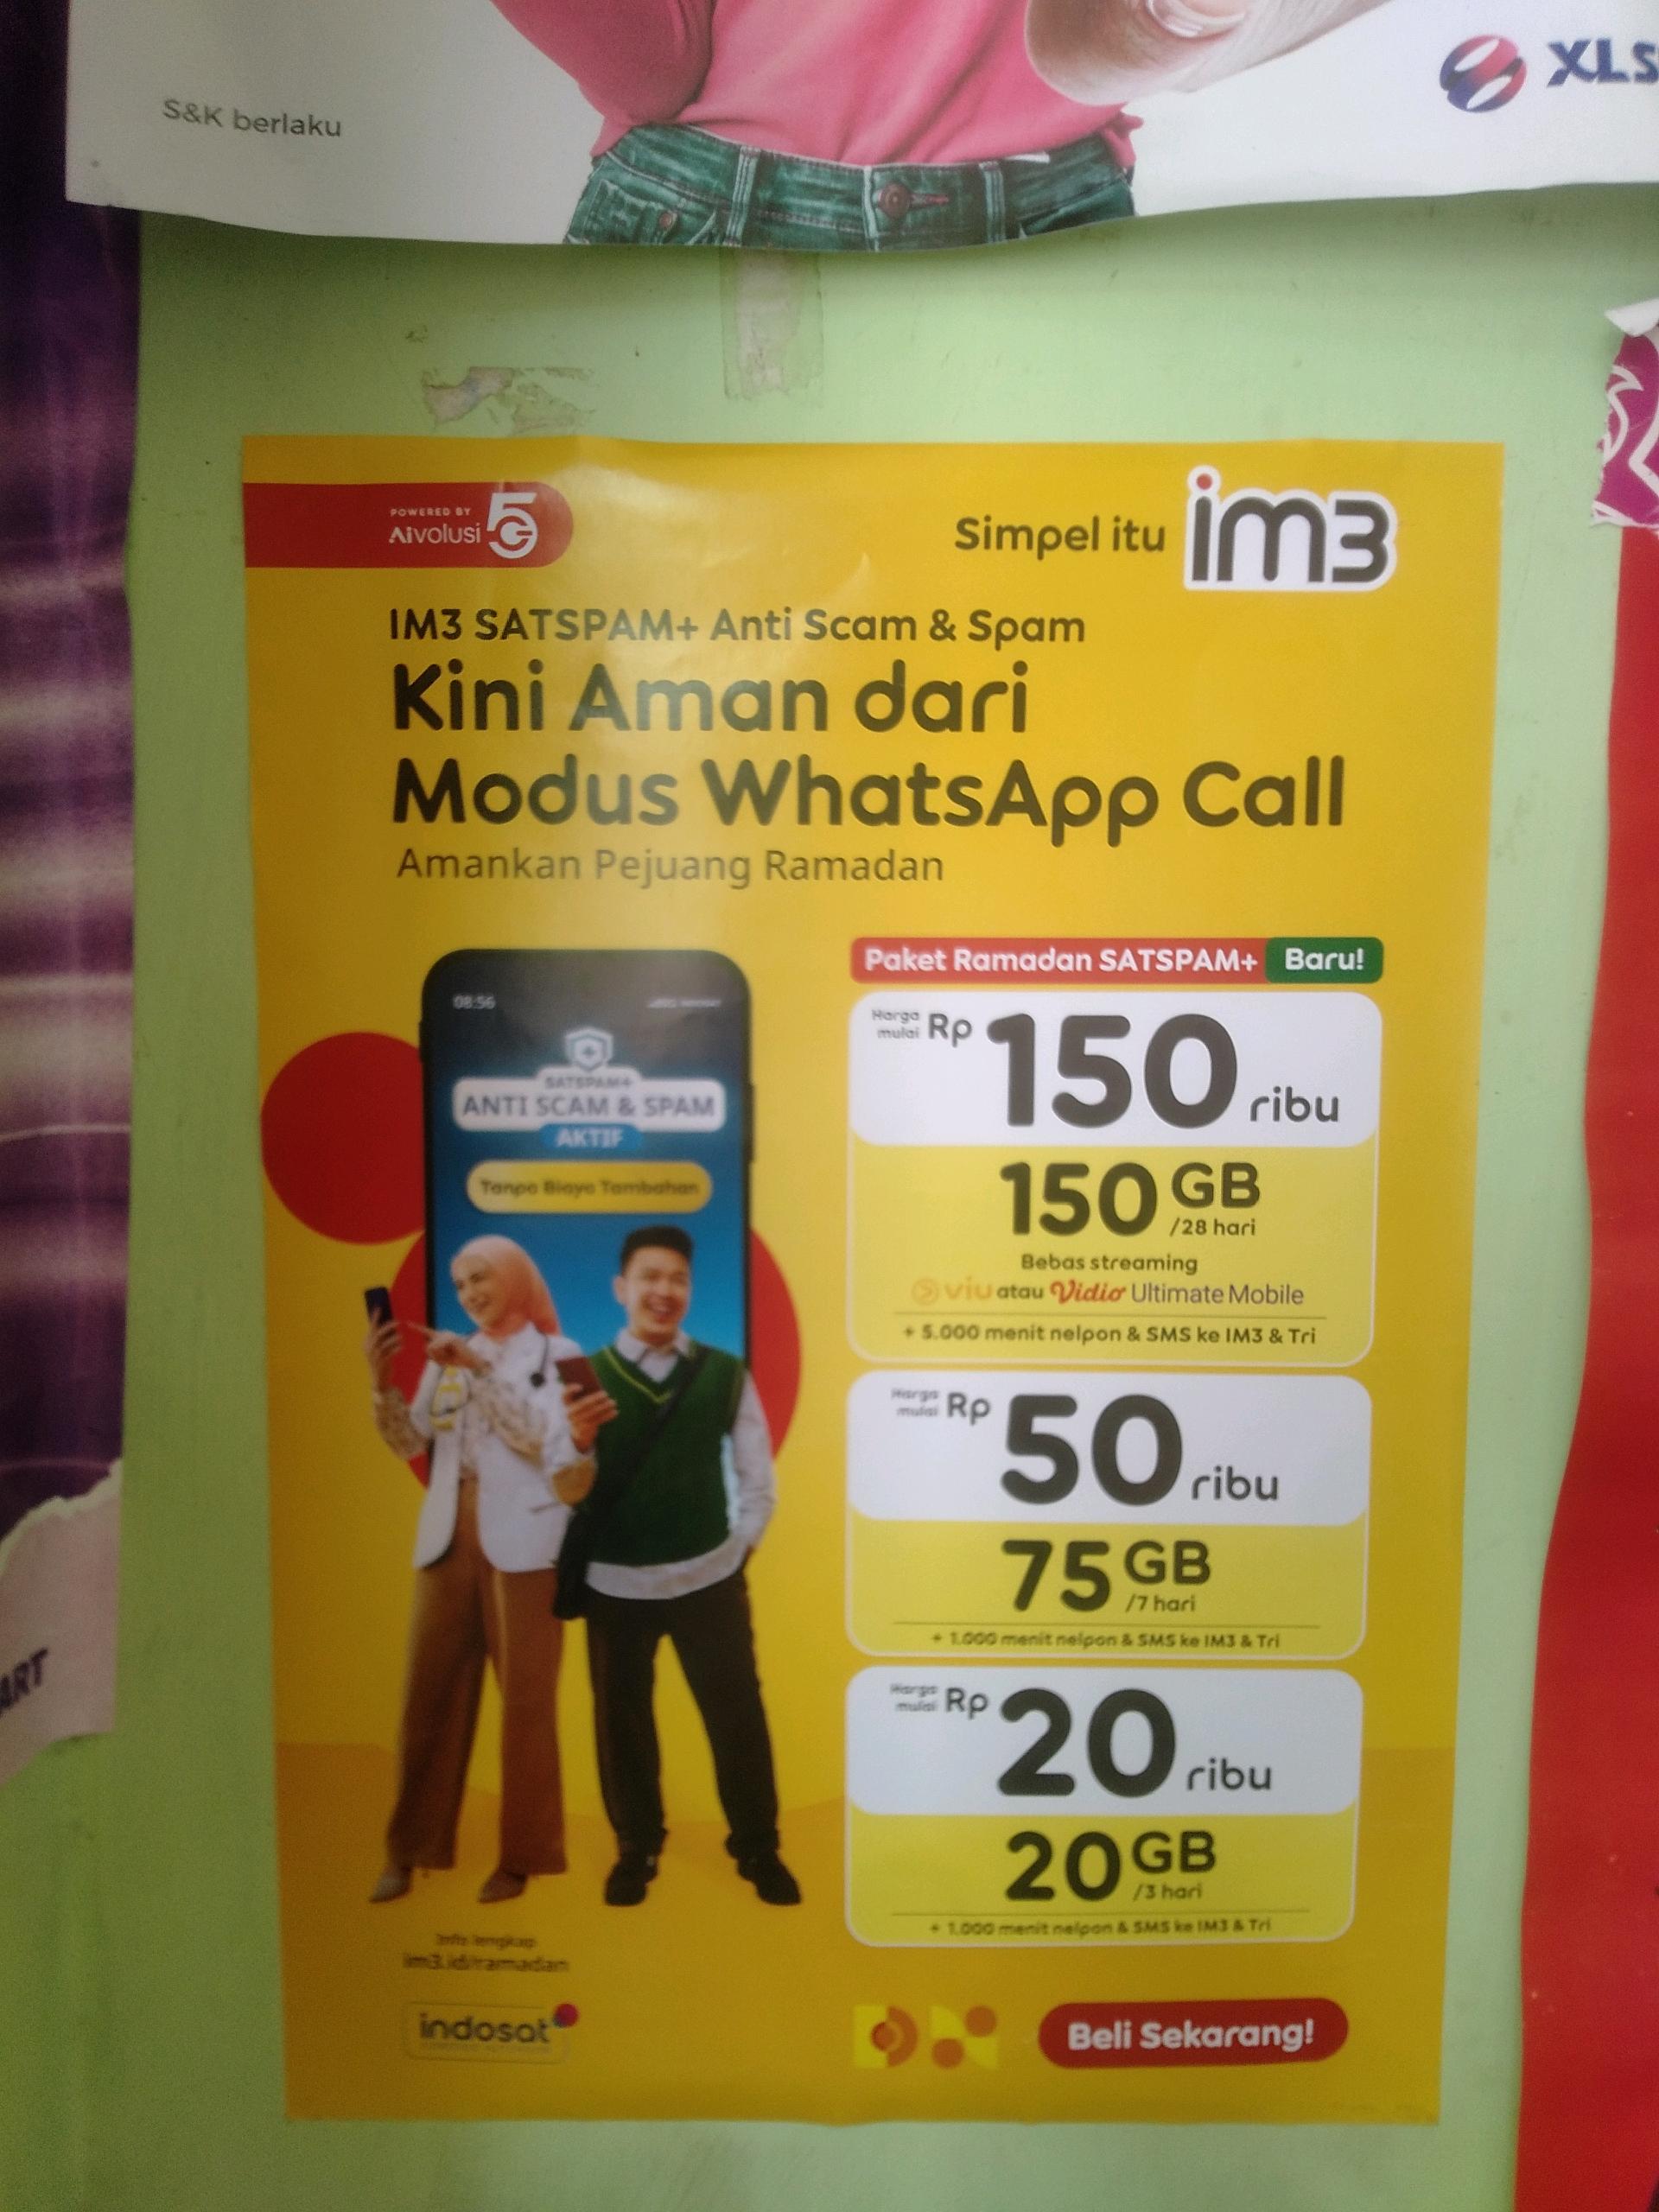 S&K berlaku
XLS
POWERED BY
AIvolusi 5G
Simpel itu im3
IM3 SATSPAM+ Anti Scam & Spam
Kini Aman dari
Modus WhatsApp Call
Amankan Pejuang Ramadan
08:56
SATSPAM+
ANTI SCAM & SPAM
AKTIF
Tanpa Biaya Tambahan
Paket Ramadan SATSPAM+ Baru!
Harga mulai Rp 150 ribu
150 GB /28 hari
Bebas streaming
viu atau Vidio Ultimate Mobile
+ 5.000 menit nelpon & SMS ke IM3 & Tri
Harga mulai Rp 50 ribu
75 GB /7 hari
+ 1.000 menit nelpon & SMS ke IM3 & Tri
Harga mulai Rp 20 ribu
20 GB /3 hari
+ 1.000 menit nelpon & SMS ke IM3 & Tri
Info lengkap
im3.id/ramadan
indosat
Beli Sekarang!
ART